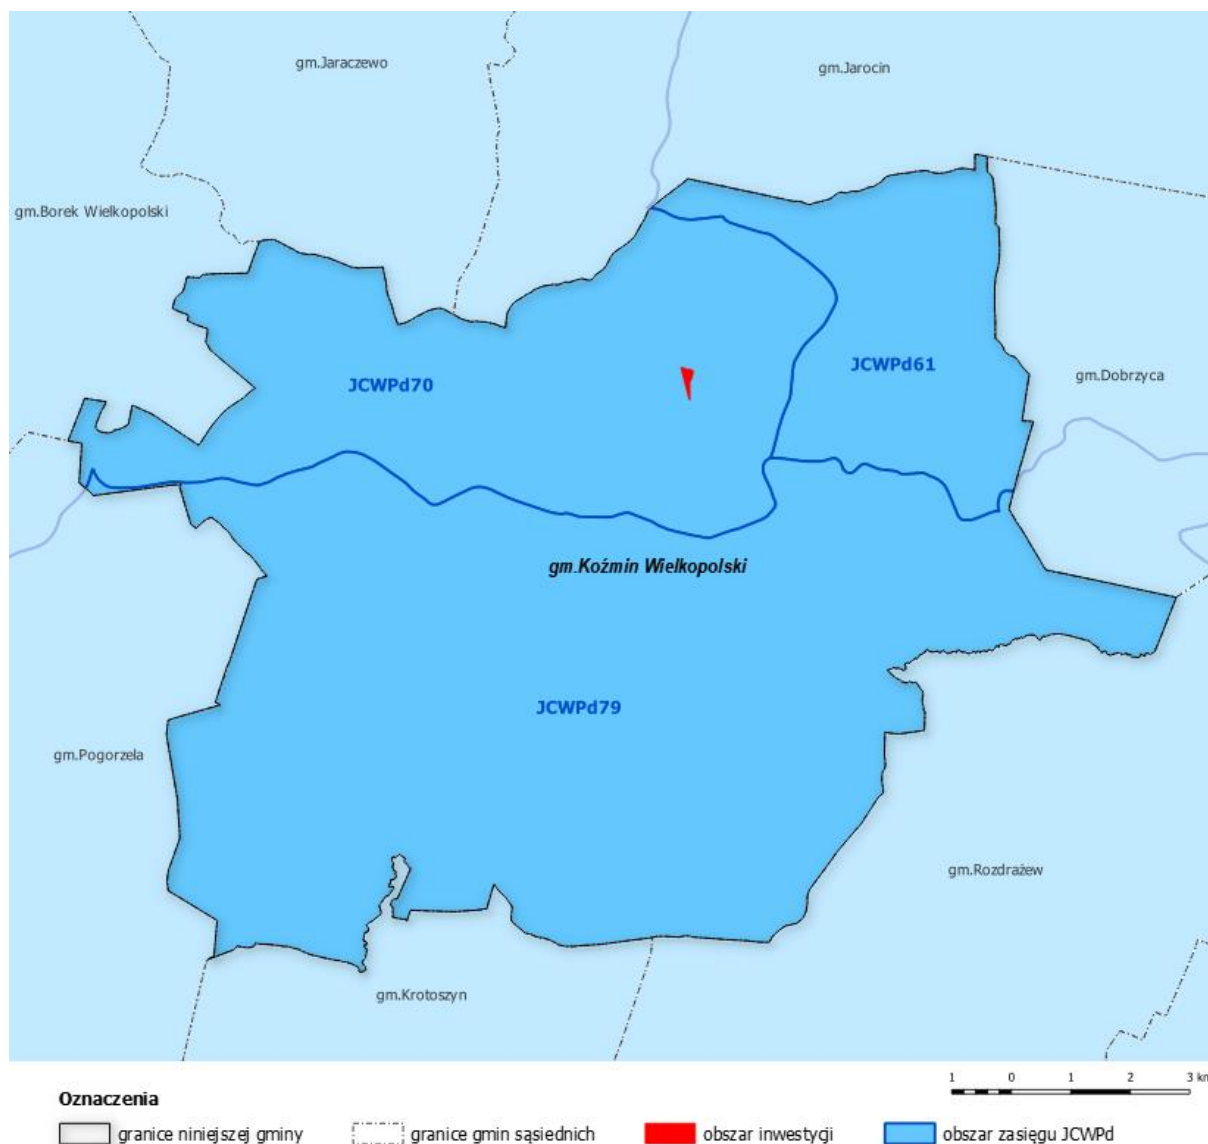 gm.Jaraczewo
gm.Jarocin
gm.Borek Wielkopolski
JCWPd70
JCWPd61
gm.Dobrzyca
gm.Koźmin Wielkopolski
JCWPd79
gm.Pogorzela
gm.Rozdrażew
gm.Krotoszyn
1 0 1 2 3 km
Oznaczenia
granice niniejszej gminy
granice gmin sąsiednich
obszar inwestycji
obszar zasięgu JCWPd